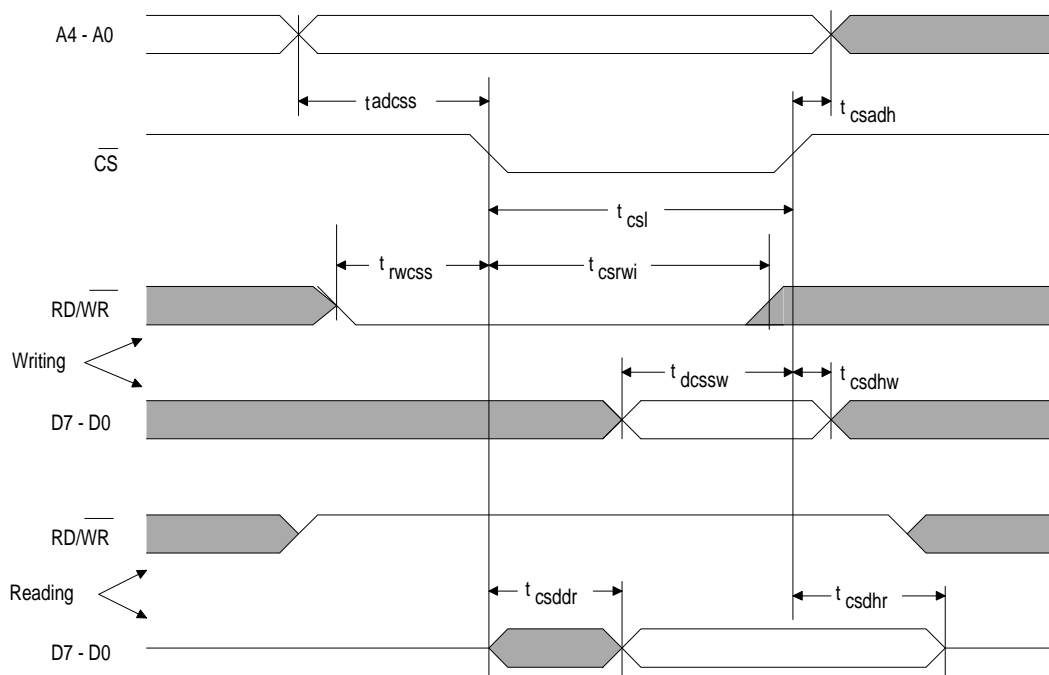 A4 - A0
t adcss
t csadh
CS
t csl
t rwcss
t csrwi
RD/WR
Writing
t dcssw
t csdhw
D7 - D0
RD/WR
Reading
t csddr
t csdhr
D7 - D0